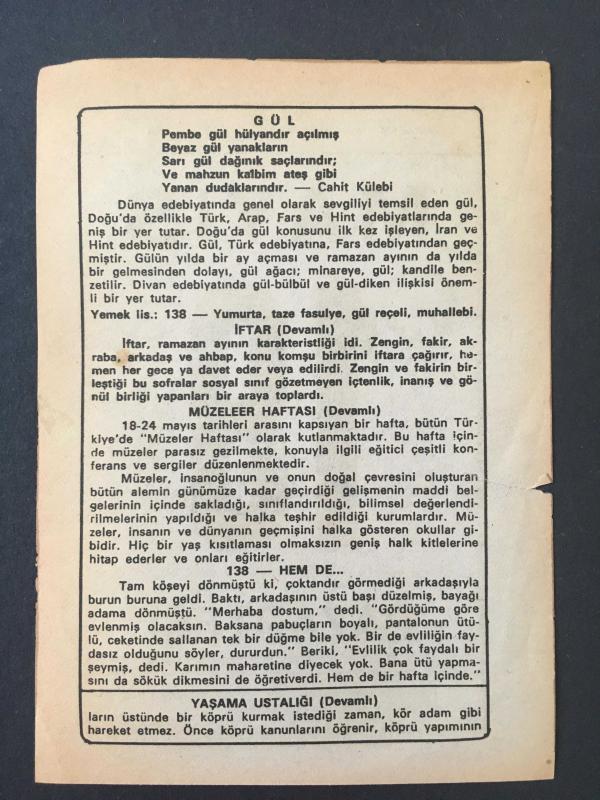 GÜL
Pembe gül hülyandır açılmış
Beyaz gül yanakların
Sarı gül dağınık saçlarındır;
Ve mahzun kalbim ateş gibi
Yanan dudaklarındır. — Cahit Külebi
Dünya edebiyatında genel olarak sevgiliyi temsil eden gül,
Doğu'da özellikle Türk, Arap, Fars ve Hint edebiyatlarında ge-
niş bir yer tutar. Doğu'da gül konusunu ilk kez işleyen, İran ve
Hint edebiyatıdır. Gül, Türk edebiyatına, Fars edebiyatından geç-
miştir. Gülün yılda bir ay açması ve ramazan ayının da yılda
bir gelmesinden dolayı, gül ağacı; minareye, gül; kandile ben-
zetilir. Divan edebiyatında gül-bülbül ve gül-diken ilişkisi önem-
li bir yer tutar.
Yemek lis.: 138 — Yumurta, taze fasulye, gül reçeli, muhallebi.
İFTAR (Devamlı)
İftar, ramazan ayının karakteristliği idi. Zengin, fakir, ak-
raba, arkadaş ve ahbap, konu komşu birbirini iftara çağırır, he-
men her gece ya davet eder veya edilirdi. Zengin ve fakirin bir-
leştiği bu sofralar sosyal sınıf gözetmeyen içtenlik, inanış ve gö-
nül birliği yapanları bir araya toplardı.
MÜZELEER HAFTASI (Devamlı)
18-24 mayıs tarihleri arasını kapsıyan bir hafta, bütün Tür-
kiye'de "Müzeler Haftası" olarak kutlanmaktadır. Bu hafta için-
de müzeler parasız gezilmekte, konuyla ilgili eğitici çeşitli kon-
ferans ve sergiler düzenlenmektedir.
Müzeler, insanoğlunun ve onun doğal çevresini oluşturan
bütün alemin günümüze kadar geçirdiği gelişmenin maddi bel-
gelerinin içinde sakladığı, sınıflandırıldığı, bilimsel değerlendi-
rilmelerinin yapıldığı ve halka teşhir edildiği kurumlardır. Mü-
zeler, insanın ve dünyanın geçmişini halka gösteren okullar gi-
bidir. Hiç bir yaş kısıtlaması olmaksızın geniş halk kitlelerine
hitap ederler ve onları eğitirler.
138 — HEM DE...
Tam köşeyi dönmüştü ki, çoktandır görmediği arkadaşıyla
burun buruna geldi. Baktı, arkadaşının üstü başı düzelmiş, bayağı
adama dönmüştü. "Merhaba dostum," dedi. "Gördüğüme göre
evlenmiş olacaksın. Baksana pabuçların boyalı, pantalonun ütü-
lü, ceketinde sallanan tek bir düğme bile yok. Bir de evliliğin fay-
dasız olduğunu söyler, dururdun." Beriki, "Evlilik çok faydalı bir
şeymiş, dedi. Karımın maharetine diyecek yok. Bana ütü yapma-
sını da sökük dikmesini de öğretiverdi. Hem de bir hafta içinde."
YAŞAMA USTALIĞI (Devamlı)
ların üstünde bir köprü kurmak istediği zaman, kör adam gibi
hareket etmez. Önce köprü kanunlarını öğrenir, köprü yapımının